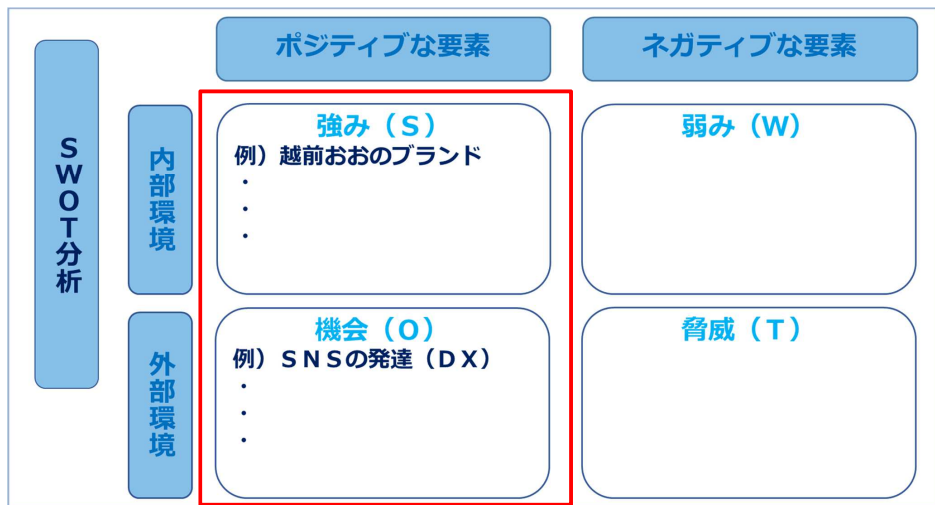 ポジティブな要素
ネガティブな要素
SWOT分析
内部環境
強み（S）
例）越前おおのブランド
・
・
・
弱み（W）
外部環境
機会（O）
例）ＳＮＳの発達（ＤＸ）
・
・
・
脅威（T）